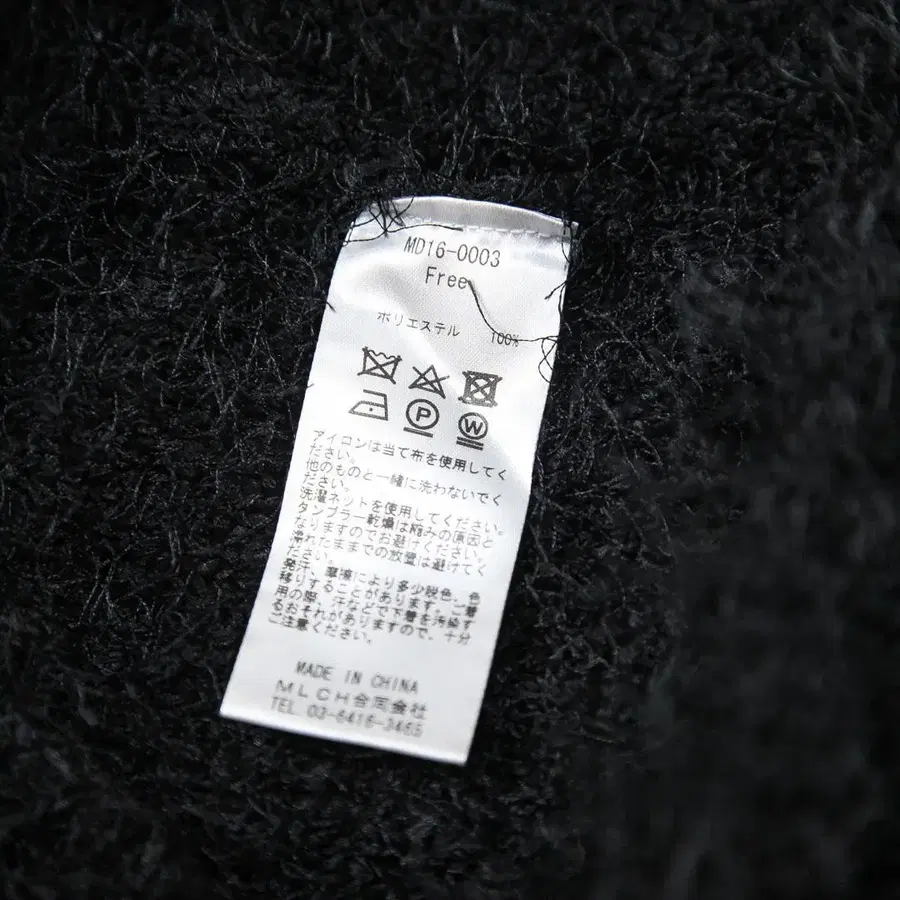 MD16-0003
Free
ポリエステル 100%
P W
アイロンは当て布を使用してく
ださい。
他のものと一緒に洗わないでく
ださい。
洗濯ネットを使用してください。
タンブラー乾燥は縮みの原因と
なりますのでお避けください。
濡れたままでの放置は避けてく
ださい。
発汗、摩擦により多少脱色、色
移りすることがあります。ご着
用の際、汗などで下着を汚染す
るおそれがありますので、十分
ご注意ください。
MADE IN CHINA
MLCH合同会社
TEL 03-6416-3465